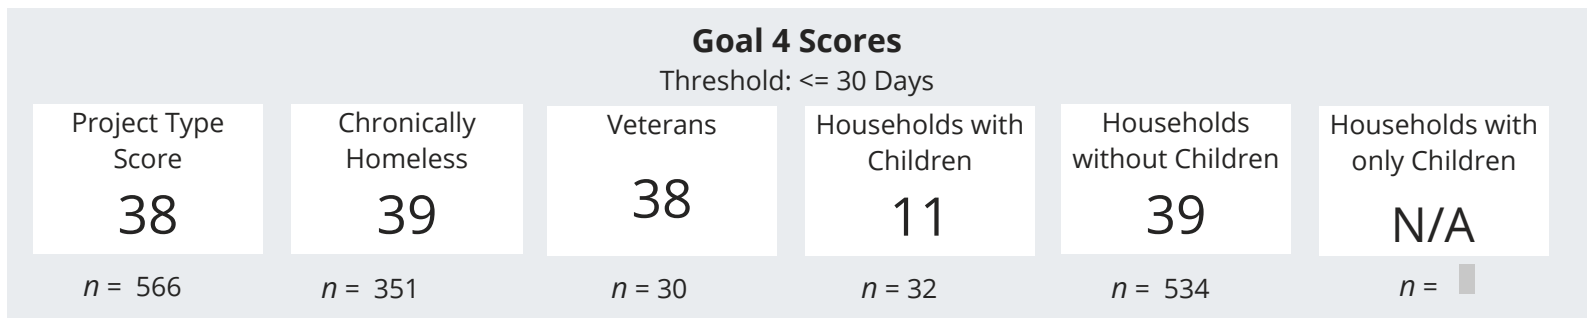 Goal 4 Scores
Threshold: <= 30 Days
Project Type
Score
38
n = 566
Chronically
Homeless
39
n = 351
Veterans
38
n = 30
Households with
Children
11
n = 32
Households
without Children
39
n = 534
Households with
only Children
N/A
n =